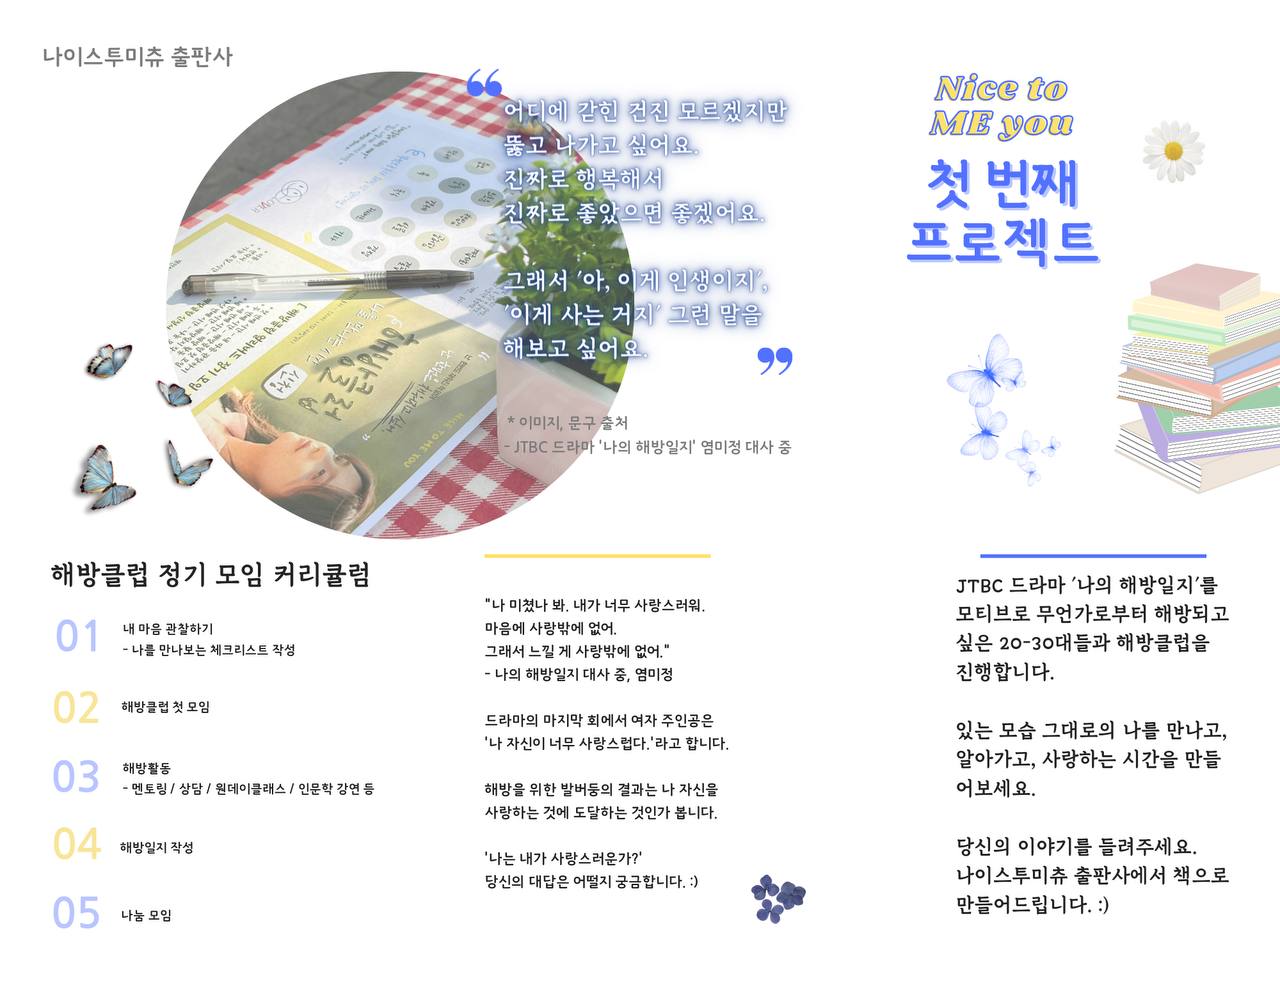 나이스투미츄 출판사
어디에 갇힌 건진 모르겠지만
뚫고 나가고 싶어요.
진짜로 행복해서
진짜로 좋았으면 좋겠어요.
그래서 '아, 이게 인생이지',
'이게 사는 거지' 그런 말을
해보고 싶어요.
* 이미지, 문구 출처
- JTBC 드라마 '나의 해방일지' 염미정 대사 중
해방클럽 정기 모임 커리큘럼
01 내 마음 관찰하기
- 나를 만나보는 체크리스트 작성
02 해방클럽 첫 모임
03 해방활동
- 멘토링 / 상담 / 원데이클래스 / 인문학 강연 등
04 해방일지 작성
05 나눔 모임
"나 미쳤나 봐. 내가 너무 사랑스러워.
마음에 사랑밖에 없어.
그래서 느낄 게 사랑밖에 없어."
- 나의 해방일지 대사 중, 염미정
드라마의 마지막 회에서 여자 주인공은
'나 자신이 너무 사랑스럽다.'라고 합니다.
해방을 위한 발버둥의 결과는 나 자신을
사랑하는 것에 도달하는 것인가 봅니다.
'나는 내가 사랑스러운가?'
당신의 대답은 어떨지 궁금합니다. :)
Nice to
ME you
첫 번째
프로젝트
JTBC 드라마 '나의 해방일지'를
모티브로 무언가로부터 해방되고
싶은 20-30대들과 해방클럽을
진행합니다.
있는 모습 그대로의 나를 만나고,
알아가고, 사랑하는 시간을 만들
어보세요.
당신의 이야기를 들려주세요.
나이스투미츄 출판사에서 책으로
만들어드립니다. :)